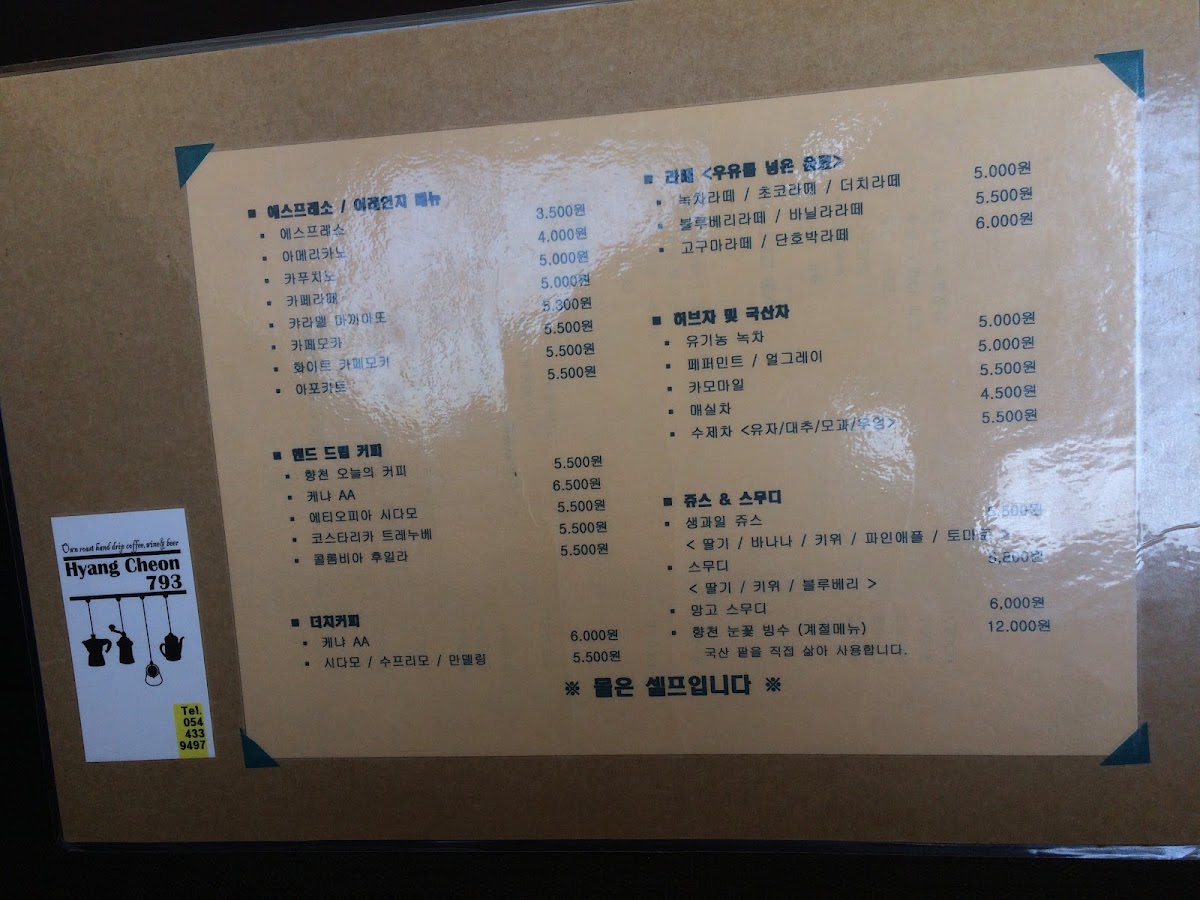 ■ 에스프레소 / 어레인지 메뉴
▪ 에스프레소 3.500원
▪ 아메리카노 4.000원
▪ 카푸치노 5.000원
▪ 카페라떼 5.000원
▪ 캬라멜 마끼아또
▪ 카페모카 5.500원
▪ 화이트 카페모카 5.500원
▪ 아포카토 5.500원
■ 핸드 드립 커피
▪ 향천 오늘의 커피 5.500원
▪ 케냐 AA 6.500원
▪ 에티오피아 시다모 5.500원
▪ 코스타리카 트레누베 5.500원
▪ 콜롬비아 후일라 5.500원
■ 더치커피
▪ 케냐 AA 6.000원
▪ 시다모 / 수프리모 / 만델링 5.500원
■ 라떼 <우유를 넣은 음료>
▪ 녹차라떼 / 초코라떼 / 더치라떼 5.000원
▪ 블루베리라떼 / 바닐라라떼 5.500원
▪ 고구마라떼 / 단호박라떼 6.000원
■ 허브차 및 국산차
▪ 유기농 녹차 5.000원
▪ 페퍼민트 / 얼그레이 5.000원
▪ 카모마일 5.500원
▪ 매실차 4.500원
▪ 수제차 <유자/대추/모과/우엉> 5.500원
■ 쥬스 & 스무디
▪ 생과일 쥬스
< 딸기 / 바나나 / 키위 / 파인애플 / 토마토 >
▪ 스무디
< 딸기 / 키위 / 블루베리 >
▪ 망고 스무디 6,000원
▪ 향천 눈꽃 빙수 (계절메뉴) 12.000원
국산 팥을 직접 삶아 사용합니다.
※ 물은 셀프입니다 ※
Own roast hand drip coffee, wine & beer
Hyang Cheon
793
Tel.
054
433
9497